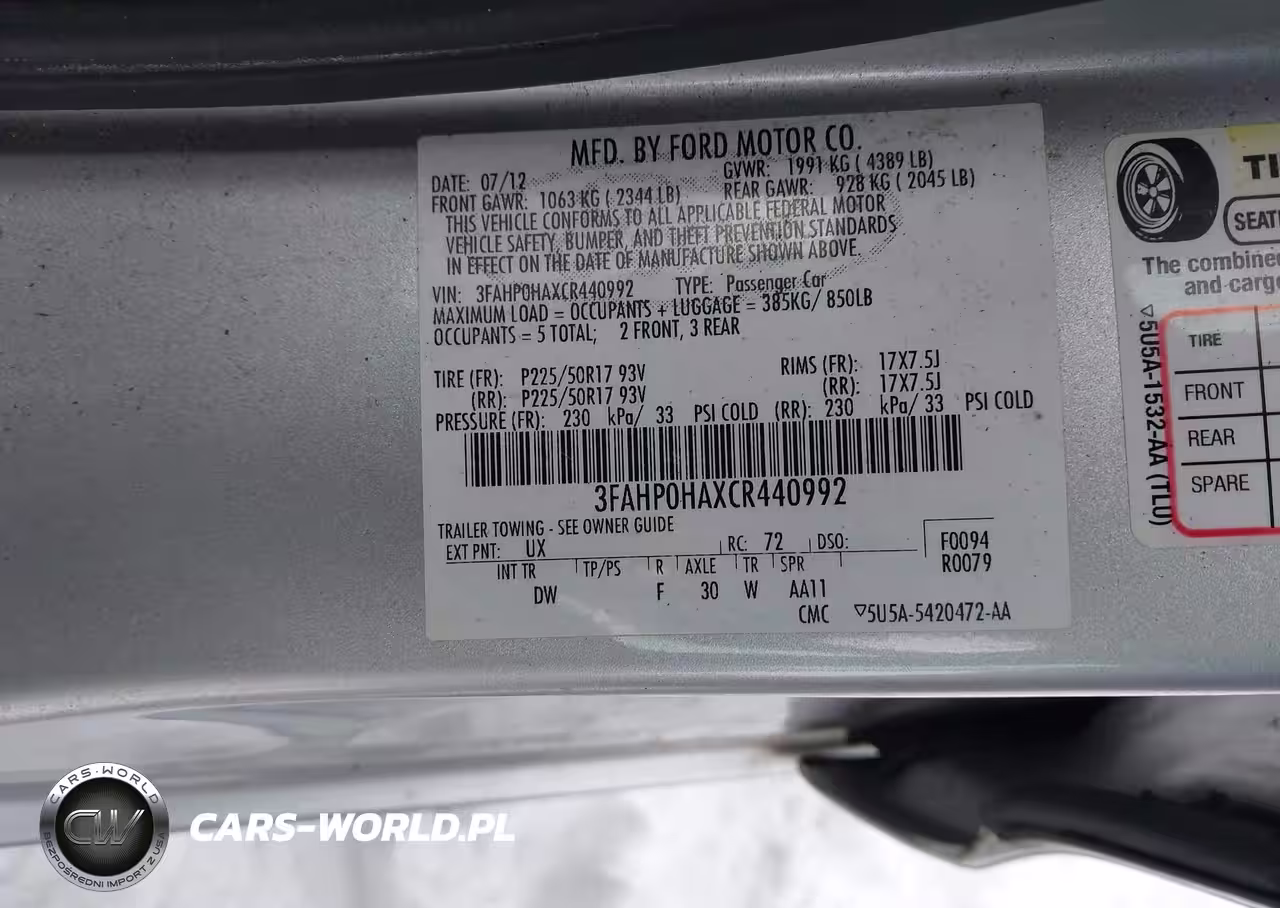 MFD. BY FORD MOTOR CO.
DATE: 07/12 GVWR: 1991 KG ( 4389 LB)
FRONT GAWR: 1063 KG ( 2344 LB) REAR GAWR: 928 KG ( 2045 LB)
THIS VEHICLE CONFORMS TO ALL APPLICABLE FEDERAL MOTOR
VEHICLE SAFETY, BUMPER, AND THEFT PREVENTION STANDARDS
IN EFFECT ON THE DATE OF MANUFACTURE SHOWN ABOVE.
VIN: 3FAHP0HAXCR440992 TYPE: Passenger Car
MAXIMUM LOAD = OCCUPANTS + LUGGAGE = 385KG/ 850LB
OCCUPANTS = 5 TOTAL; 2 FRONT, 3 REAR
TIRE (FR): P225/50R17 93V RIMS (FR): 17X7.5J
(RR): P225/50R17 93V (RR): 17X7.5J
PRESSURE (FR): 230 kPa/ 33 PSI COLD (RR): 230 kPa/ 33 PSI COLD
3FAHP0HAXCR440992
TRAILER TOWING - SEE OWNER GUIDE
EXT PNT: UX RC: 72 DSO: F0094
INT TR TP/PS R AXLE TR SPR R0079
DW F 30 W AA11
CMC ▽5U5A-5420472-AA
TI
SEATI
The combined
and cargo
TIRE
FRONT
REAR
SPARE
▽5U5A-1532-AA (TLU)
CARS-WORLD
CW
BEZPOŚREDNI IMPORT Z USA
CARS-WORLD.PL